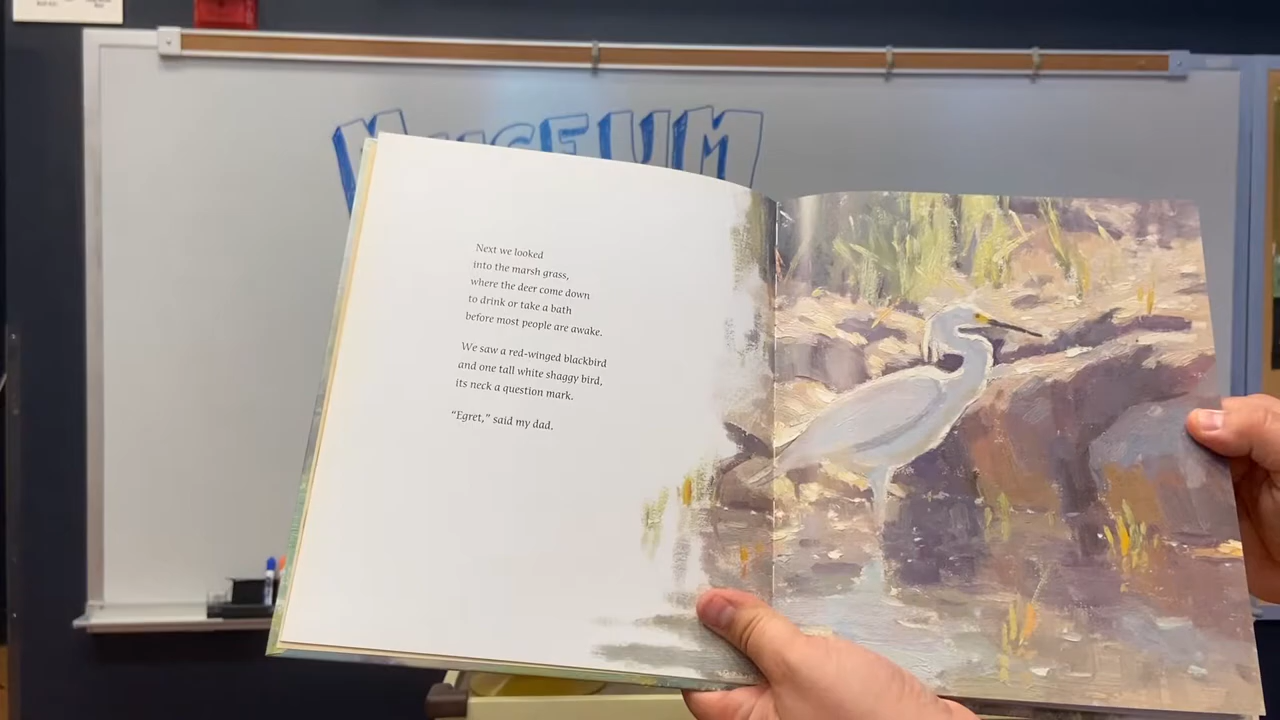 MUSEUM
Next we looked
into the marsh grass,
where the deer come down
to drink or take a bath
before most people are awake.
We saw a red-winged blackbird
and one tall white shaggy bird,
its neck a question mark.
“Egret,” said my dad.